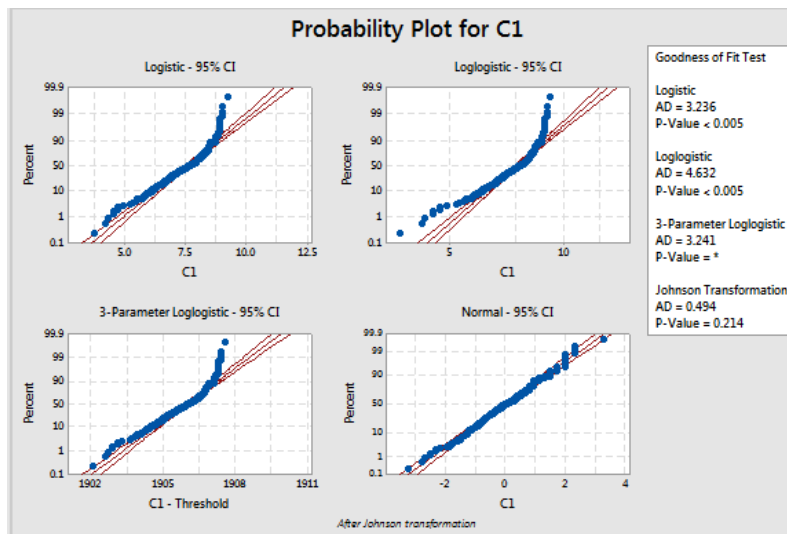 Probability Plot for C1
Logistic - 95% CI
99.9
99
90
50
10
1
0.1
Percent
5.0 7.5 10.0 12.5
C1
Loglogistic - 95% CI
99.9
99
90
50
10
1
0.1
Percent
5 10
C1
3-Parameter Loglogistic - 95% CI
99.9
99
90
50
10
1
0.1
Percent
1902 1905 1908 1911
C1 - Threshold
Normal - 95% CI
99.9
99
90
50
10
1
0.1
Percent
-2 0 2 4
C1
After Johnson transformation
Goodness of Fit Test
Logistic
AD = 3.236
P-Value < 0.005
Loglogistic
AD = 4.632
P-Value < 0.005
3-Parameter Loglogistic
AD = 3.241
P-Value = *
Johnson Transformation
AD = 0.494
P-Value = 0.214